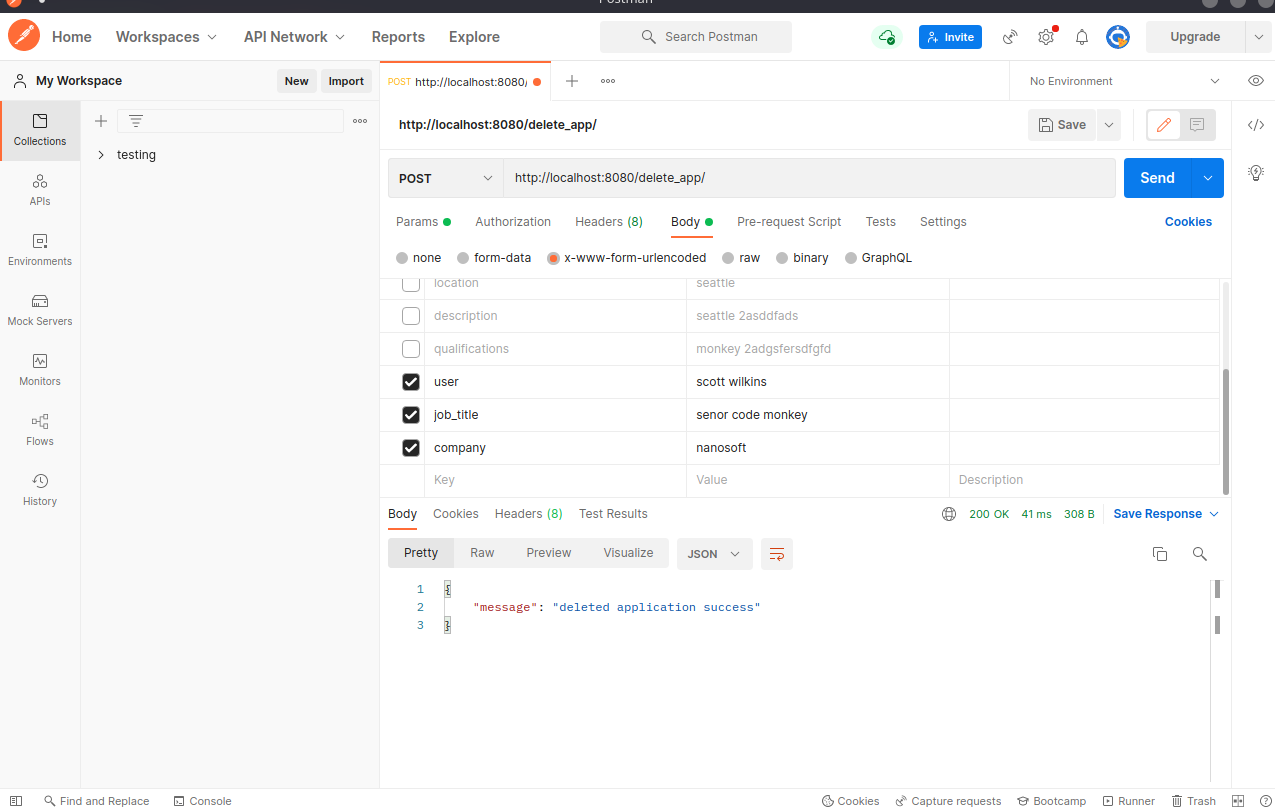 Postman
Home Workspaces API Network Reports Explore Search Postman Invite Upgrade
My Workspace New Import POST http://localhost:8080/ No Environment
Collections
APIs
Environments
Mock Servers
Monitors
Flows
History
testing
http://localhost:8080/delete_app/ Save
POST http://localhost:8080/delete_app/ Send
Params Authorization Headers (8) Body Pre-request Script Tests Settings Cookies
none form-data x-www-form-urlencoded raw binary GraphQL
location seattle
description seattle 2asddfads
qualifications monkey 2adgsfersdfgfd
user scott wilkins
job_title senor code monkey
company nanosoft
Key Value Description
Body Cookies Headers (8) Test Results 200 OK 41 ms 308 B Save Response
Pretty Raw Preview Visualize JSON
1 {
2 "message": "deleted application success"
3 }
Find and Replace Console Cookies Capture requests Bootcamp Runner Trash